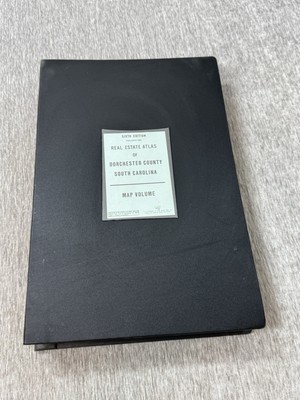 SIXTH EDITION
REAL ESTATE ATLAS
OF
DORCHESTER COUNTY
SOUTH CAROLINA
MAP VOLUME